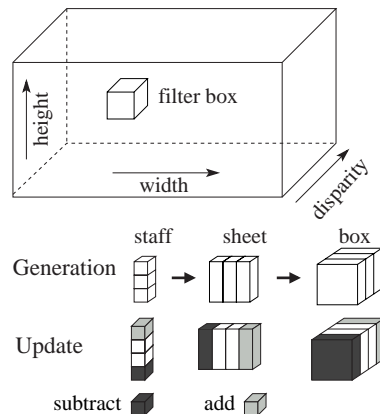 filter box
height
width
disparity
staff sheet box
Generation
Update
subtract add